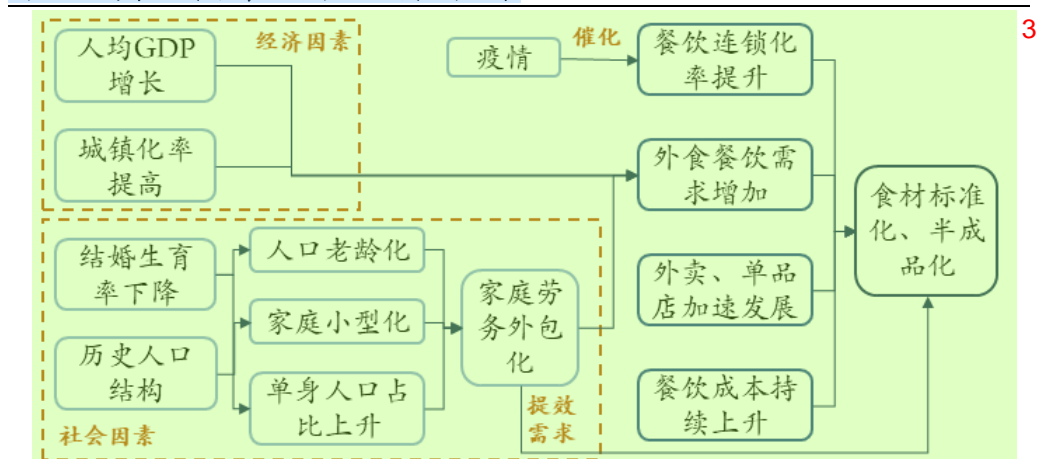 3
人均GDP
增长
经济因素
城镇化率
提高
疫情
催化
餐饮连锁化
率提升
外食餐饮需
求增加
外卖、单品
店加速发展
餐饮成本持
续上升
食材标准
化、半成
品化
结婚生育
率下降
历史人口
结构
社会因素
人口老龄化
家庭小型化
单身人口占
比上升
家庭劳
务外包
化
提效
需求